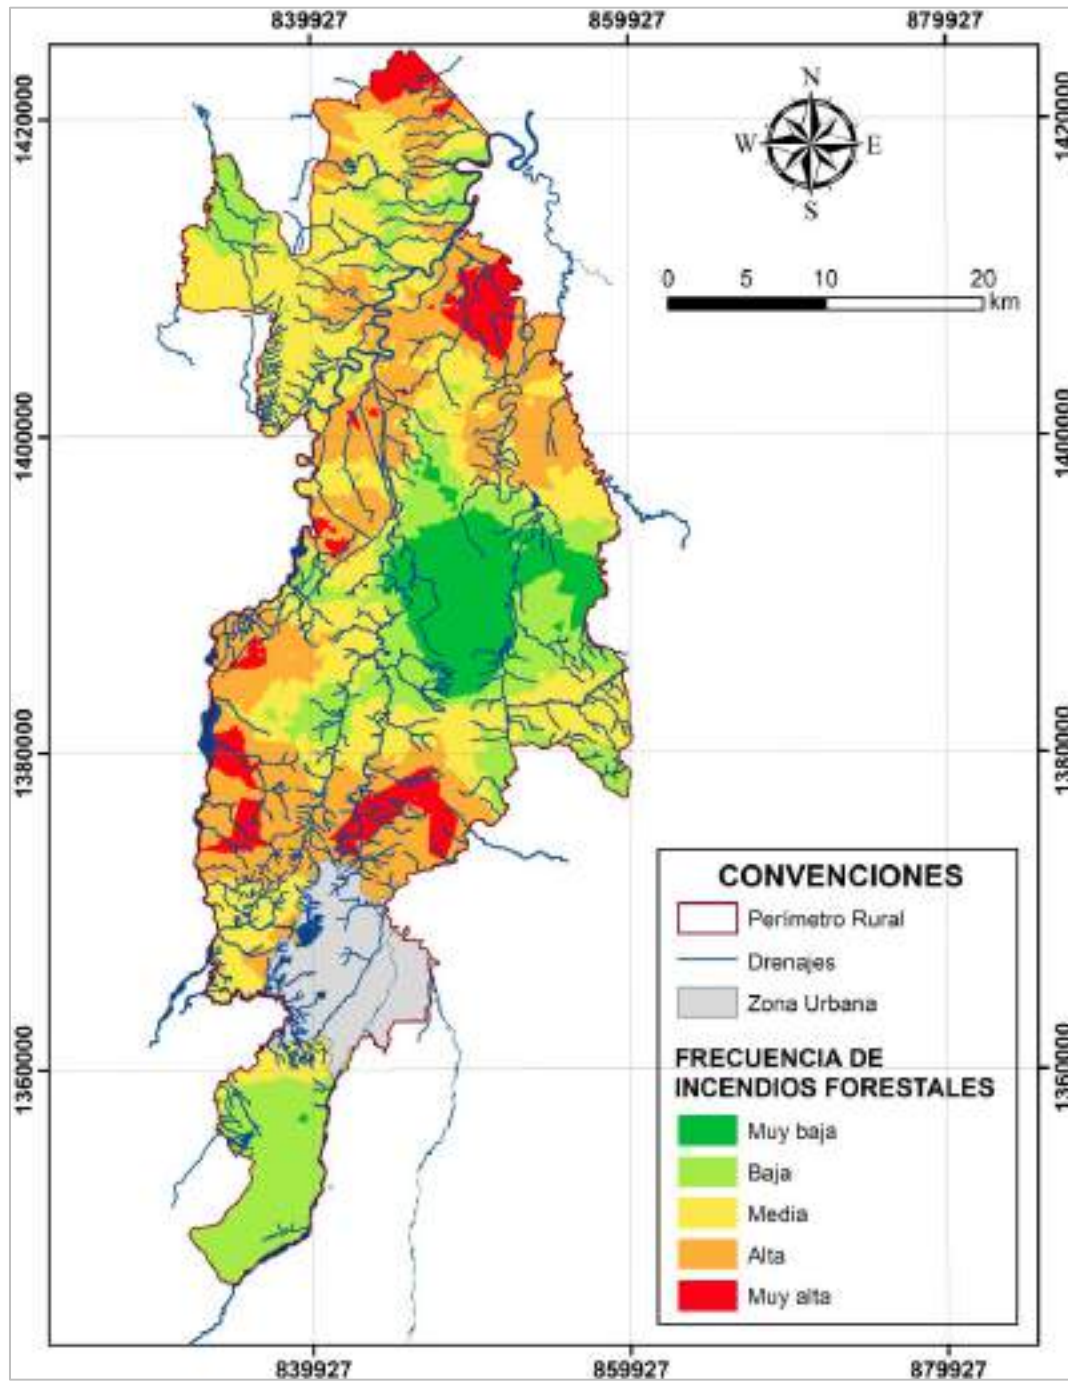 839927 859927 879927
1420000 1420000
N
W E
S
0 5 10 20
km
1400000 1400000
1380000 1380000
CONVENCIONES
Perímetro Rural
Drenajes
Zona Urbana
1360000 1360000
FRECUENCIA DE
INCENDIOS FORESTALES
Muy baja
Baja
Media
Alta
Muy alta
839927 859927 879927